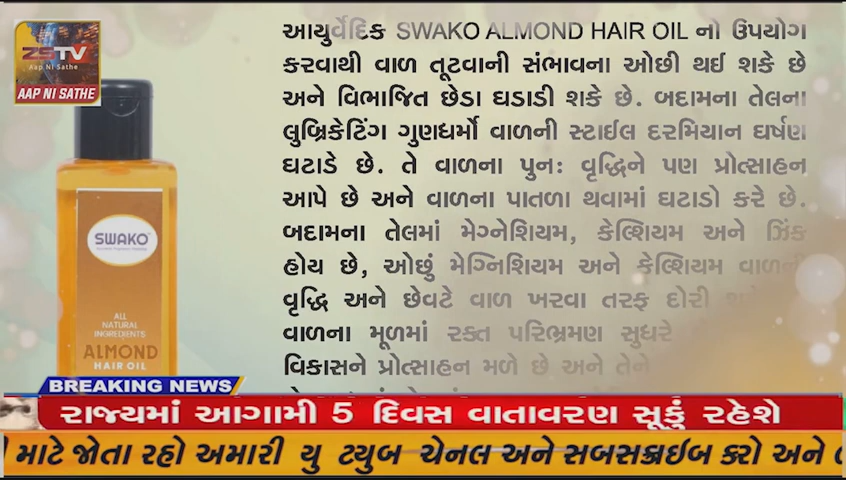 ZSTV
Aap Ni Sathe
AAP NI SATHE
આયુર્વેદિક SWAKO ALMOND HAIR OIL નો ઉપયોગ
કરવાથી વાળ તૂટવાની સંભાવના ઓછી થઈ શકે છે
અને વિભાજિત છેડા ઘડાડી શકે છે. બદામના તેલના
લુબ્રિકેટિંગ ગુણધર્મો વાળની સ્ટાઈલ દરમિયાન ઘર્ષણ
ઘટાડે છે. તે વાળના પુનઃ વૃદ્ધિને પણ પ્રોત્સાહન
આપે છે અને વાળના પાતળા થવામાં ઘટાડો કરે છે.
બદામના તેલમાં મેગ્નેશિયમ, કેલ્શિયમ અને ઝિંક
હોય છે, ઓછું મેગ્નિશિયમ અને કેલ્શિયમ વાળની
વૃદ્ધિ અને છેવટે વાળ ખરવા તરફ દોરી
વાળના મૂળમાં રક્ત પરિભ્રમણ સુધરે
વિકાસને પ્રોત્સાહન મળે છે અને તેને
SWAKO
ALL
NATURAL
INGREDIENTS
ALMOND
HAIR OIL
BREAKING NEWS
રાજ્યમાં આગામી 5 દિવસ વાતાવરણ સૂકું રહેશે
માટે જોતા રહો અમારી યુ ટ્યુબ ચેનલ અને સબસક્રાઇબ કરો અને